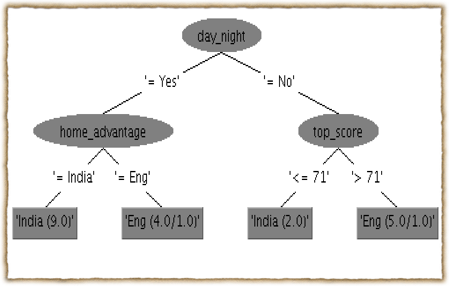 day_night
'= Yes' '= No'
home_advantage top_score
'= India' '= Eng' '<= 71' '> 71'
'India (9.0)' 'Eng (4.0/1.0)' 'India (2.0)' 'Eng (5.0/1.0)'